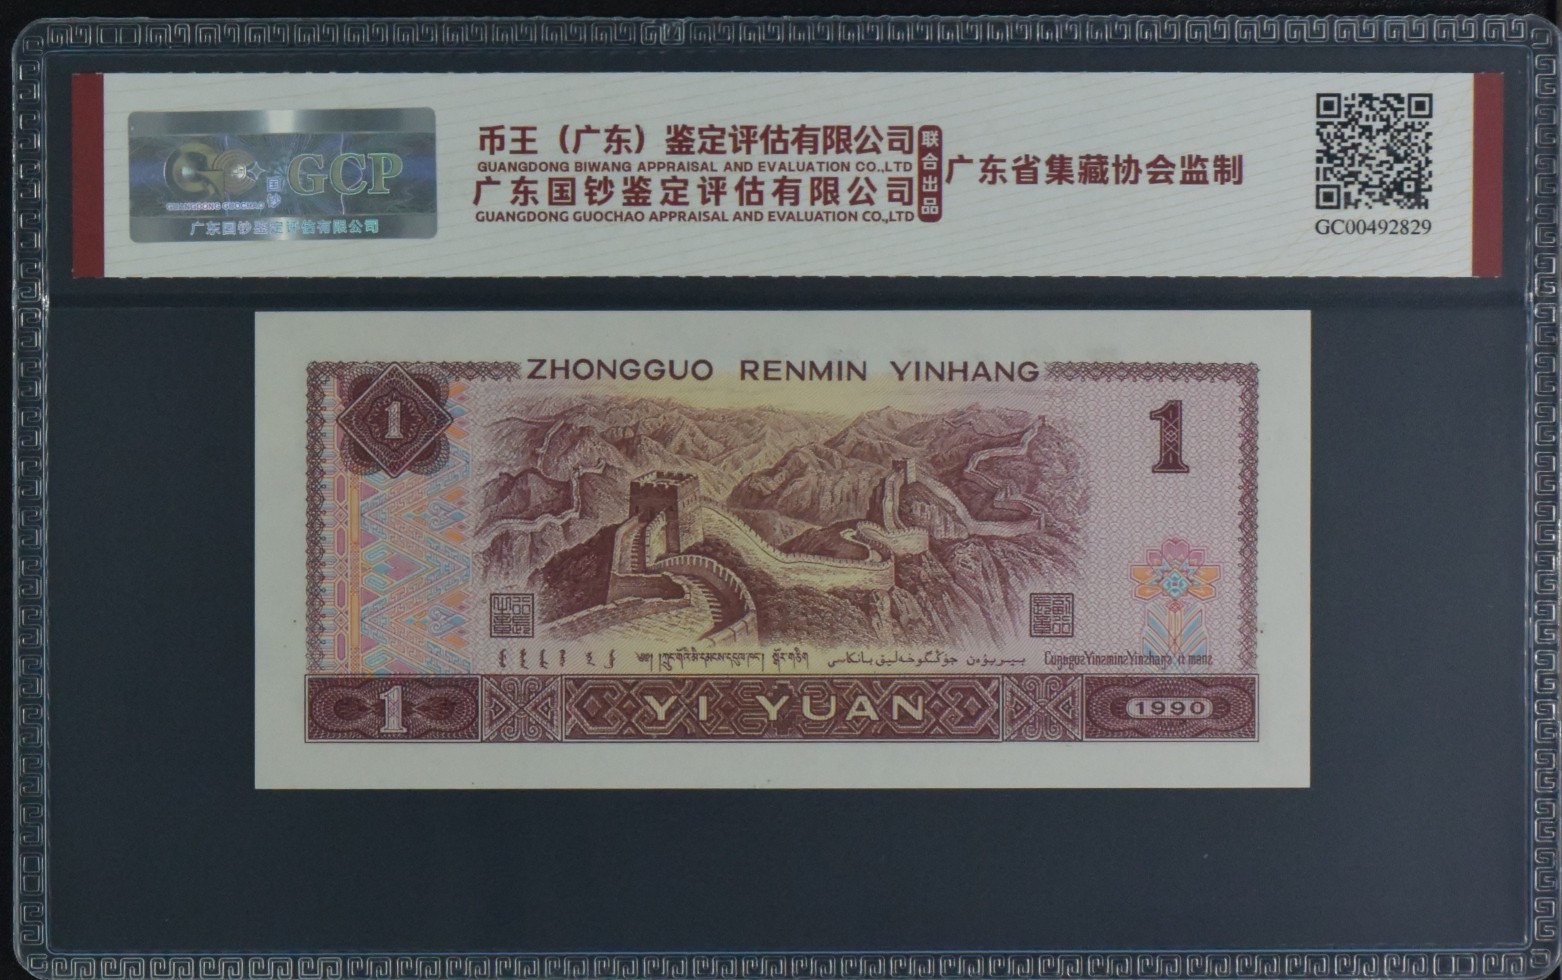 GCP
国钞
GUANGDONG GUOCHAO
广东国钞鉴定评估有限公司
币王（广东）鉴定评估有限公司
GUANGDONG BIWANG APPRAISAL AND EVALUATION CO.,LTD
广东国钞鉴定评估有限公司
GUANGDONG GUOCHAO APPRAISAL AND EVALUATION CO.,LTD
联合出品
广东省集藏协会监制
GC00492829
ZHONGGUO RENMIN YINHANG
1
1
1
YI YUAN
1990